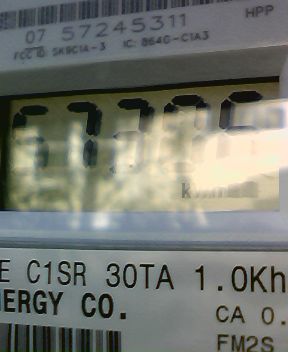 HPP
07 57245311
FCC ID: SK9C1A-3 IC: 864G-C1A3
E C1SR 30TA 1.0Kh
ERGY CO.
CA 0.
FM2S